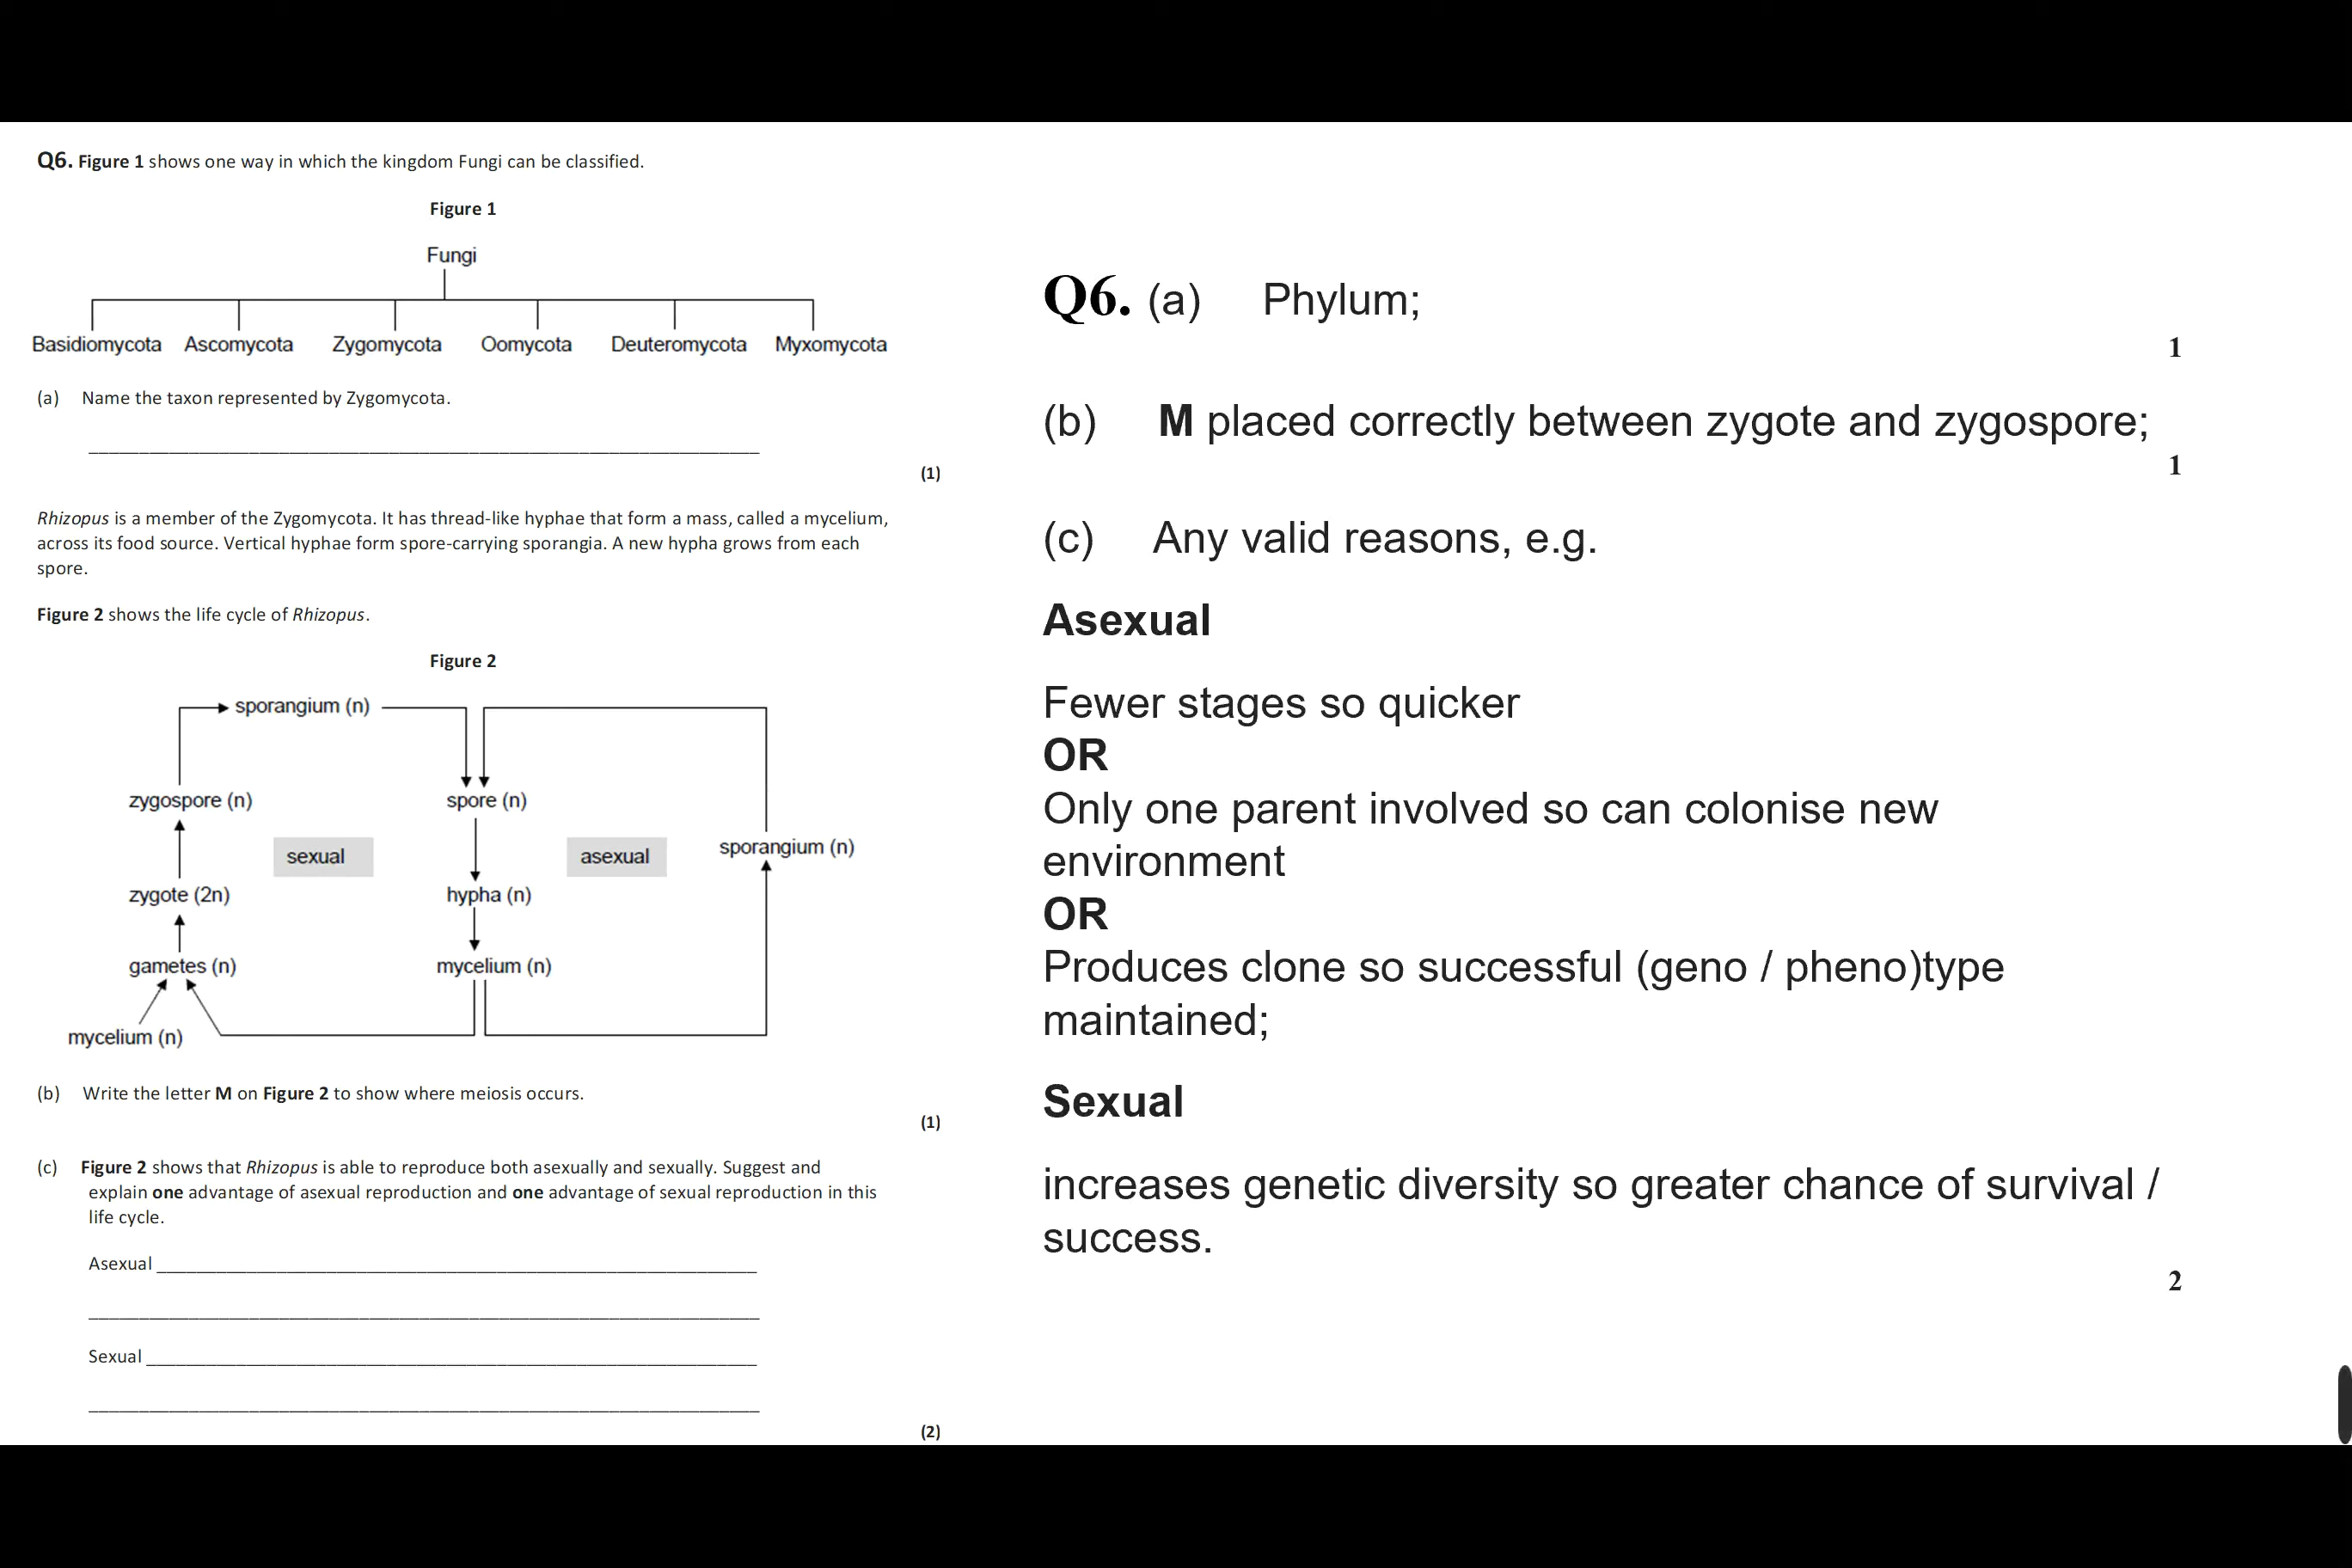 Q6. Figure 1 shows one way in which the kingdom Fungi can be classified.
Figure 1
Fungi
Basidiomycota Ascomycota Zygomycota Oomycota Deuteromycota Myxomycota
(a) Name the taxon represented by Zygomycota.
(1)
Rhizopus is a member of the Zygomycota. It has thread-like hyphae that form a mass, called a mycelium,
across its food source. Vertical hyphae form spore-carrying sporangia. A new hypha grows from each
spore.
Figure 2 shows the life cycle of Rhizopus.
Figure 2
sporangium (n)
zygospore (n) spore (n)
sexual asexual sporangium (n)
zygote (2n) hypha (n)
gametes (n) mycelium (n)
mycelium (n)
(b) Write the letter M on Figure 2 to show where meiosis occurs.
(1)
(c) Figure 2 shows that Rhizopus is able to reproduce both asexually and sexually. Suggest and
explain one advantage of asexual reproduction and one advantage of sexual reproduction in this
life cycle.
Asexual
Sexual
(2)
Q6. (a) Phylum;
1
(b) M placed correctly between zygote and zygospore;
1
(c) Any valid reasons, e.g.
Asexual
Fewer stages so quicker
OR
Only one parent involved so can colonise new
environment
OR
Produces clone so successful (geno / pheno)type
maintained;
Sexual
increases genetic diversity so greater chance of survival /
success.
2